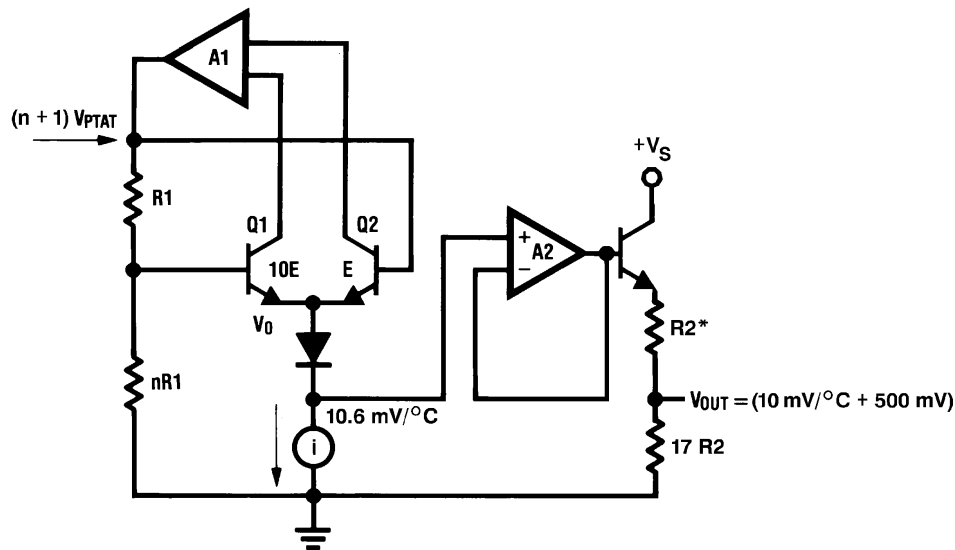 A1
(n + 1) VPTAT
+VS
R1
Q1
Q2
10E
E
+
A2
−
V0
R2*
nR1
10.6 mV/°C
VOUT = (10 mV/°C + 500 mV)
i
17 R2